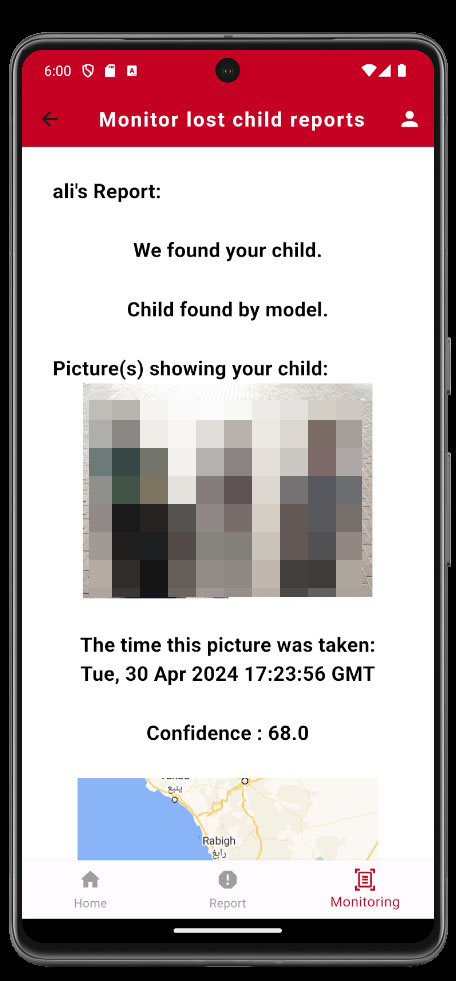 6:00
Monitor lost child reports
ali's Report:
We found your child.
Child found by model.
Picture(s) showing your child:
The time this picture was taken:
Tue, 30 Apr 2024 17:23:56 GMT
Confidence : 68.0
ينبع
Rabigh
رابغ
Home
Report
Monitoring